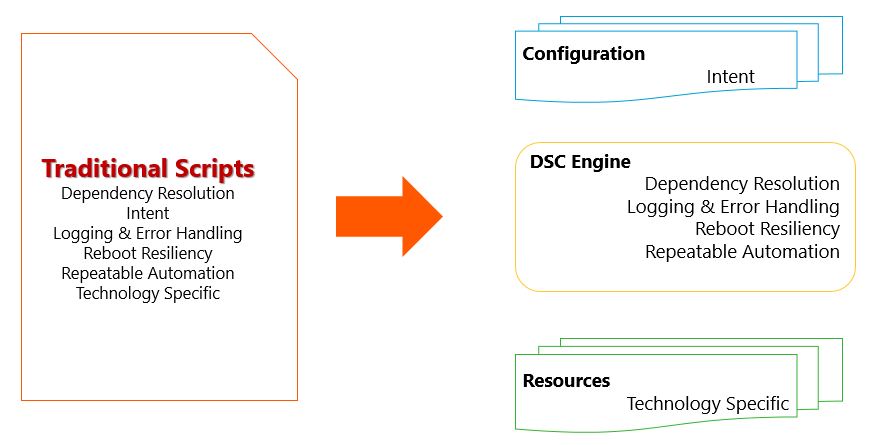 Traditional Scripts
Dependency Resolution
Intent
Logging & Error Handling
Reboot Resiliency
Repeatable Automation
Technology Specific
Configuration
Intent
DSC Engine
Dependency Resolution
Logging & Error Handling
Reboot Resiliency
Repeatable Automation
Resources
Technology Specific